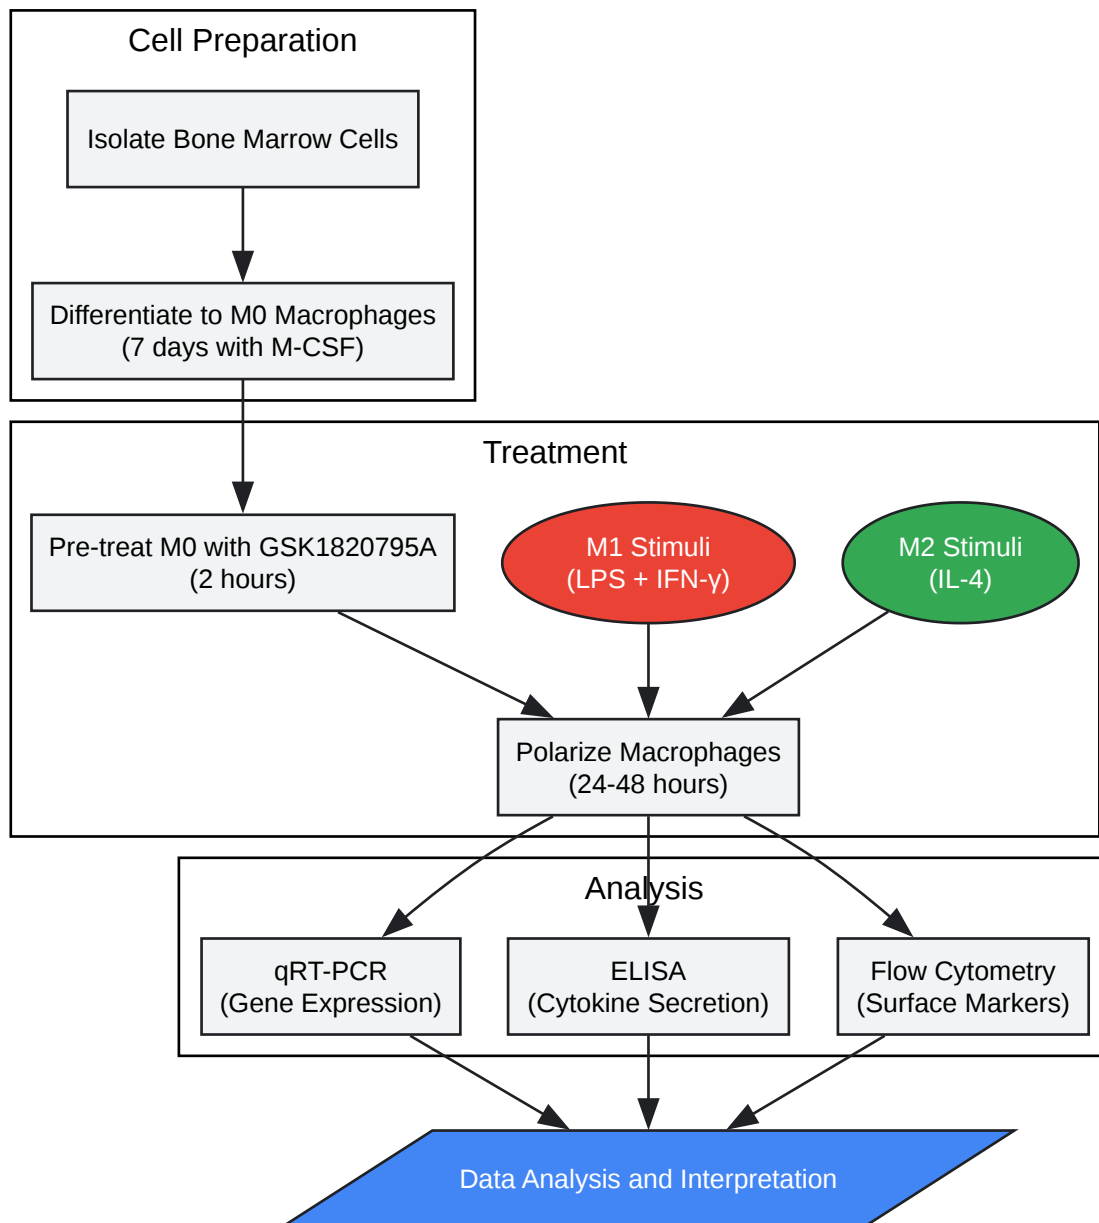 Cell Preparation
Isolate Bone Marrow Cells
Differentiate to M0 Macrophages
(7 days with M-CSF)
Treatment
Pre-treat M0 with GSK1820795A
(2 hours)
M1 Stimuli
(LPS + IFN-γ)
M2 Stimuli
(IL-4)
Polarize Macrophages
(24-48 hours)
Analysis
qRT-PCR
(Gene Expression)
ELISA
(Cytokine Secretion)
Flow Cytometry
(Surface Markers)
Data Analysis and Interpretation